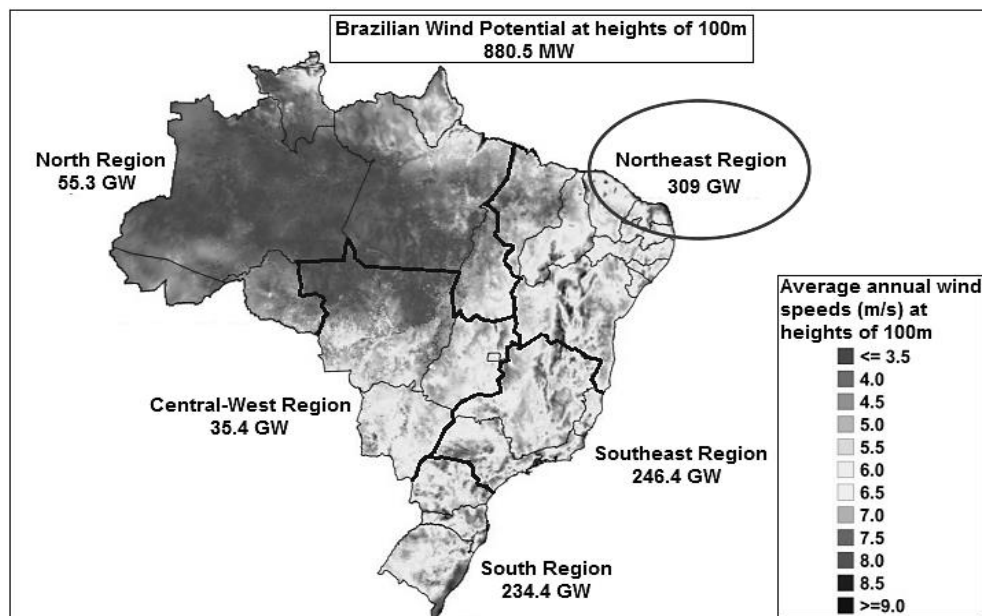 Brazilian Wind Potential at heights of 100m
880.5 MW
North Region
55.3 GW
Northeast Region
309 GW
Central-West Region
35.4 GW
Southeast Region
246.4 GW
South Region
234.4 GW
Average annual wind
speeds (m/s) at
heights of 100m
<= 3.5
4.0
4.5
5.0
5.5
6.0
6.5
7.0
7.5
8.0
8.5
>=9.0